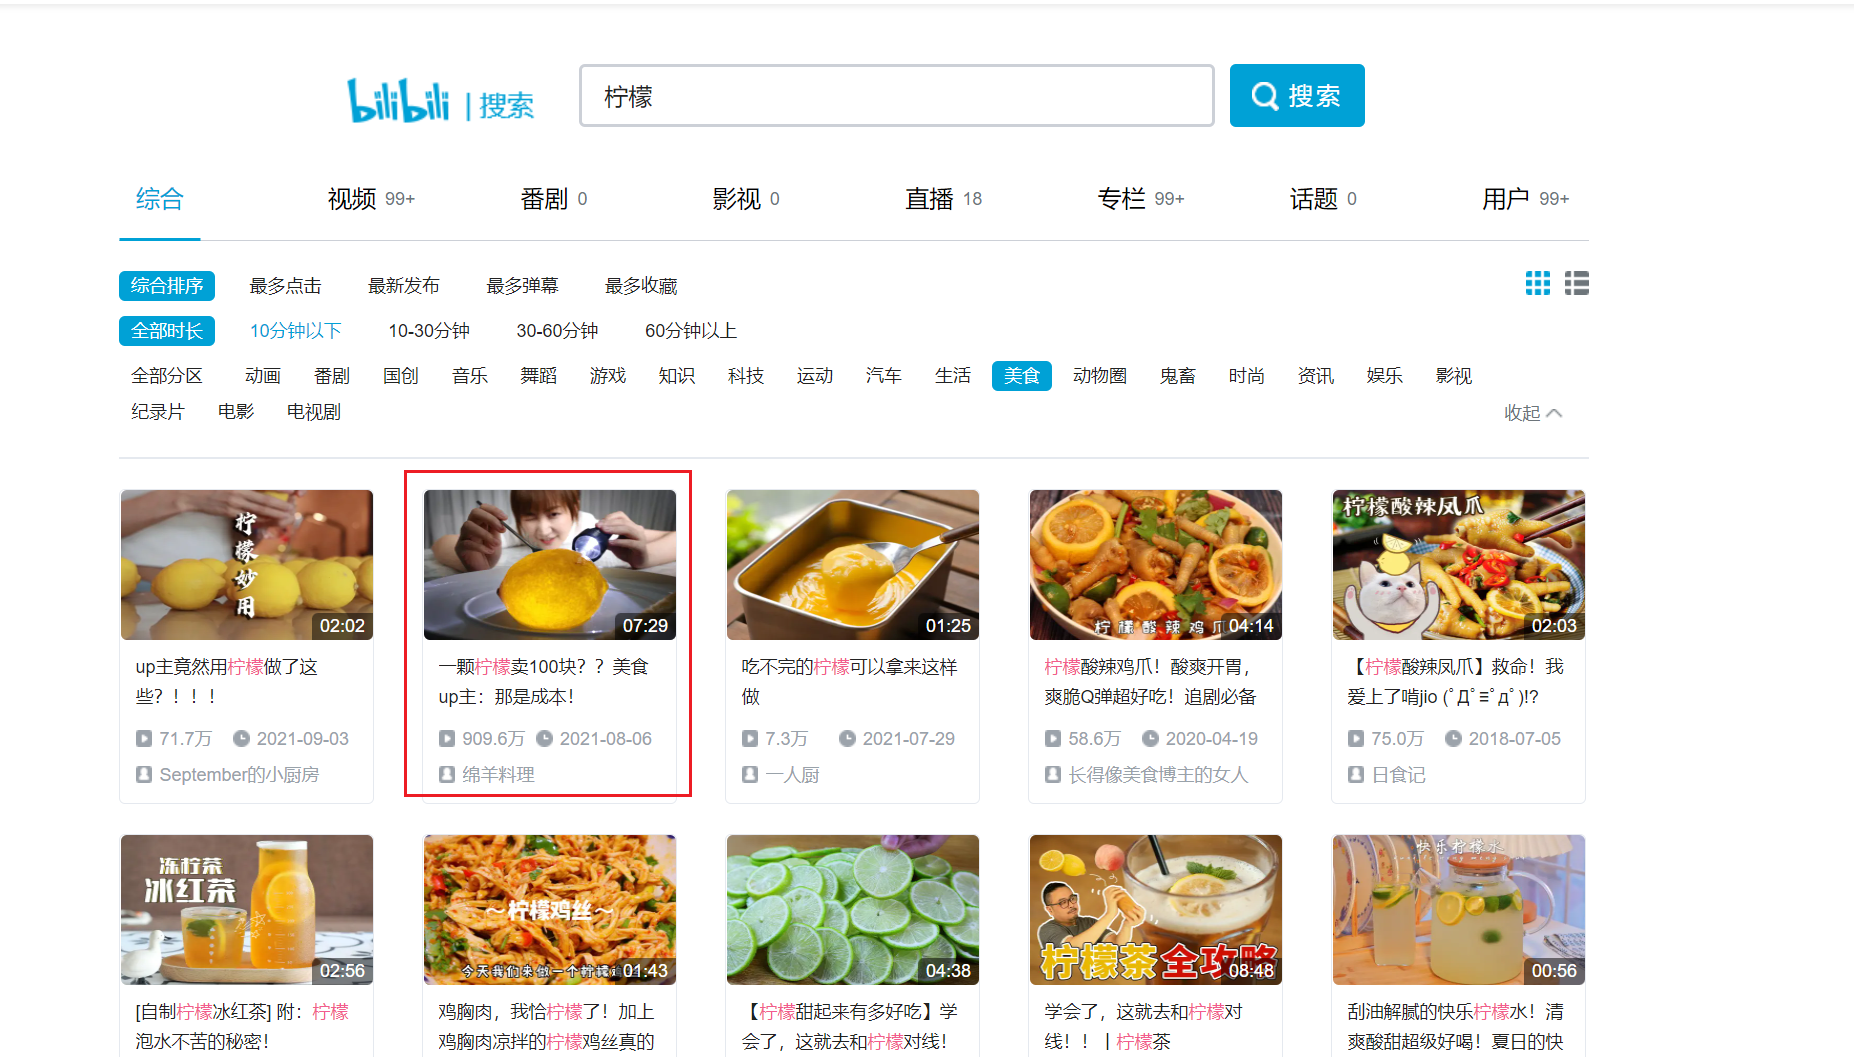 bilibili | 搜索
柠檬
搜索
综合
视频 99+
番剧 0
影视 0
直播 18
专栏 99+
话题 0
用户 99+
综合排序 最多点击 最新发布 最多弹幕 最多收藏
全部时长 10分钟以下 10-30分钟 30-60分钟 60分钟以上
全部分区 动画 番剧 国创 音乐 舞蹈 游戏 知识 科技 运动 汽车 生活 美食 动物圈 鬼畜 时尚 资讯 娱乐 影视
纪录片 电影 电视剧
收起
柠檬妙用
02:02
up主竟然用柠檬做了这
些？！！！
71.7万 2021-09-03
September的小厨房
07:29
一颗柠檬卖100块？？美食
up主：那是成本！
909.6万 2021-08-06
绵羊料理
01:25
吃不完的柠檬可以拿来这样
做
7.3万 2021-07-29
一人厨
柠檬酸辣鸡爪
04:14
柠檬酸辣鸡爪！酸爽开胃，
爽脆Q弹超好吃！追剧必备
58.6万 2020-04-19
长得像美食博主的女人
柠檬酸辣凤爪
02:03
【柠檬酸辣凤爪】救命！我
爱上了啃jio (ﾟДﾟ≡ﾟдﾟ)!?
75.0万 2018-07-05
日食记
冻柠茶
冰红茶
02:56
[自制柠檬冰红茶] 附：柠檬
泡水不苦的秘密！
～柠檬鸡丝～
今天我们来做一个柠檬鸡
01:43
鸡胸肉，我恰柠檬了！加上
鸡胸肉凉拌的柠檬鸡丝真的
04:38
【柠檬甜起来有多好吃】学
会了，这就去和柠檬对线！
柠檬茶全攻略
08:48
学会了，这就去和柠檬对
线！！丨柠檬茶
快乐柠檬水
00:56
刮油解腻的快乐柠檬水！清
爽酸甜超级好喝！夏日的快